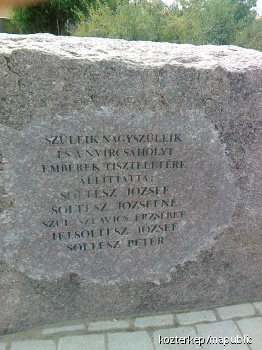 SZÜLEIK NAGYSZÜLEIK
ÉS A NYÍRCSAHOLYI
EMBEREK TISZTELETÉRE
ÁLLÍTTATTA:
SOLTÉSZ JÓZSEF
SOLTÉSZ JÓZSEFNÉ
SZÜL. SZLAVICS ERZSÉBET
IFJ. SOLTÉSZ JÓZSEF
SOLTÉSZ PÉTER
© kozterkep/mapublic